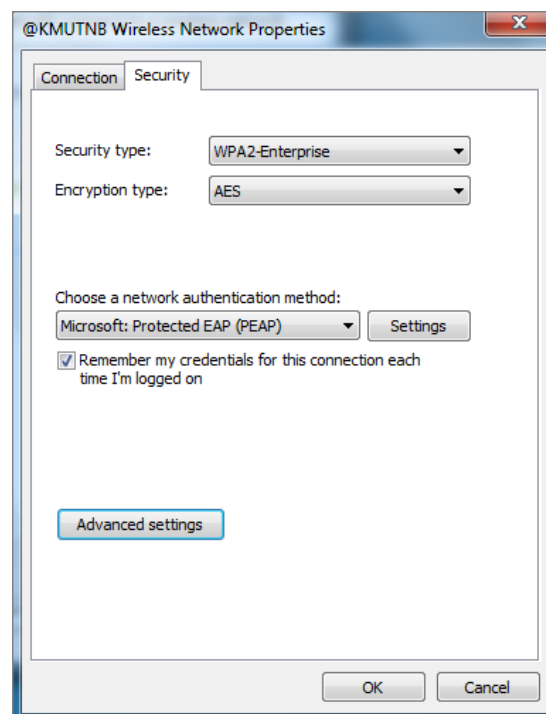 @KMUTNB Wireless Network Properties
Connection
Security
Security type:
WPA2-Enterprise
Encryption type:
AES
Choose a network authentication method:
Microsoft: Protected EAP (PEAP)
Settings
Remember my credentials for this connection each
time I'm logged on
Advanced settings
OK
Cancel